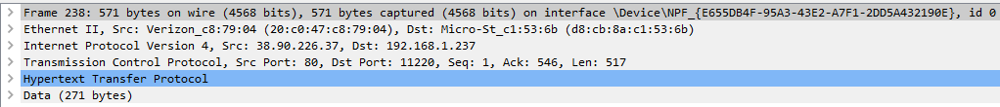 Frame 238: 571 bytes on wire (4568 bits), 571 bytes captured (4568 bits) on interface \Device\NPF_{E655DB4F-95A3-43E2-A7F1-2DD5A432190E}, id 0
Ethernet II, Src: Verizon_c8:79:04 (20:c0:47:c8:79:04), Dst: Micro-St_c1:53:6b (d8:cb:8a:c1:53:6b)
Internet Protocol Version 4, Src: 38.90.226.37, Dst: 192.168.1.237
Transmission Control Protocol, Src Port: 80, Dst Port: 11220, Seq: 1, Ack: 546, Len: 517
Hypertext Transfer Protocol
Data (271 bytes)